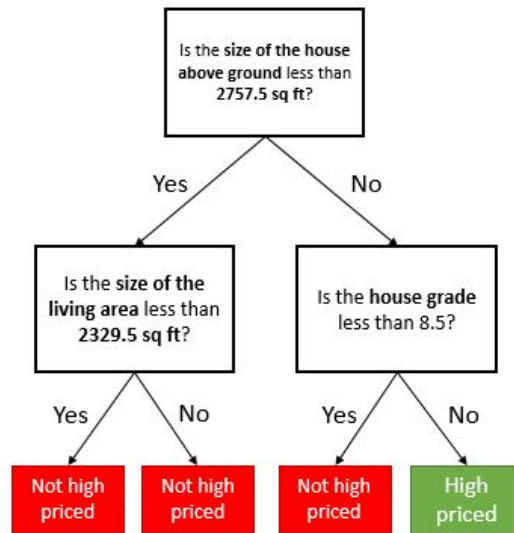 Is the size of the house
above ground less than
2757.5 sq ft?
Yes
No
Is the size of the
living area less than
2329.5 sq ft?
Is the house grade
less than 8.5?
Yes
No
Yes
No
Not high
priced
Not high
priced
Not high
priced
High
priced